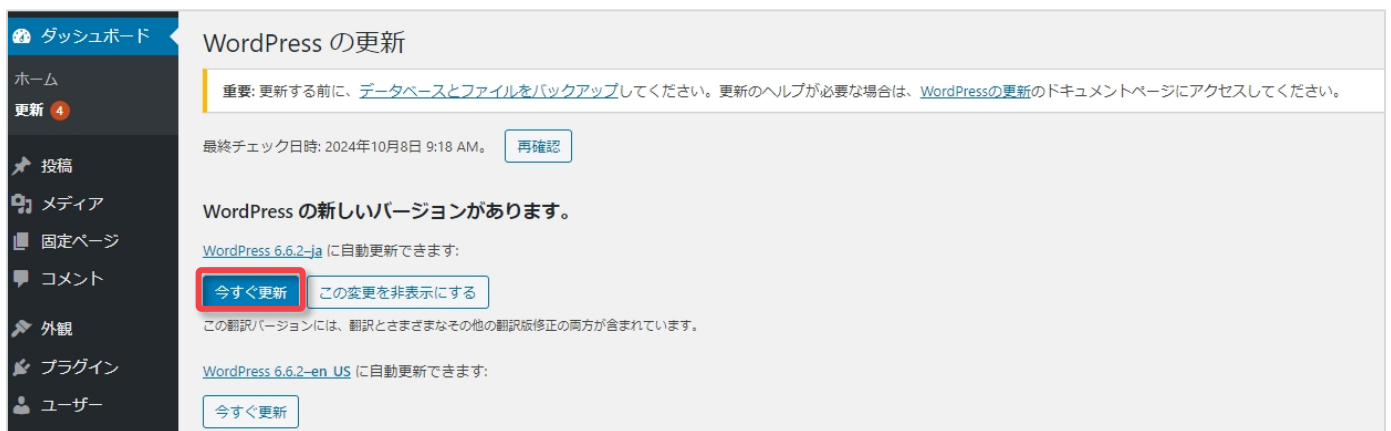 ダッシュボード
ホーム
更新 4
投稿
メディア
固定ページ
コメント
外観
プラグイン
ユーザー
WordPress の更新
重要: 更新する前に、データベースとファイルをバックアップしてください。更新のヘルプが必要な場合は、WordPressの更新のドキュメントページにアクセスしてください。
最終チェック日時: 2024年10月8日 9:18 AM。 再確認
WordPress の新しいバージョンがあります。
WordPress 6.6.2–ja に自動更新できます:
今すぐ更新 この変更を非表示にする
この翻訳バージョンには、翻訳とさまざまなその他の翻訳版修正の両方が含まれています。
WordPress 6.6.2–en_US に自動更新できます:
今すぐ更新